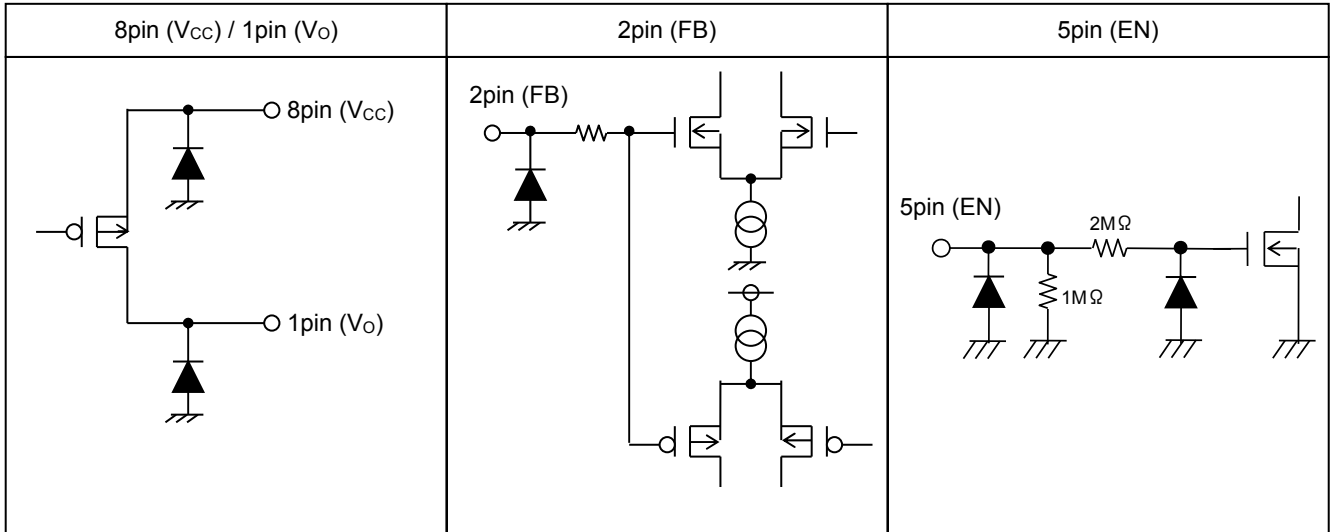 8pin (VCC) / 1pin (VO)
2pin (FB)
5pin (EN)
8pin (VCC)
1pin (VO)
2pin (FB)
5pin (EN)
2MΩ
1MΩ